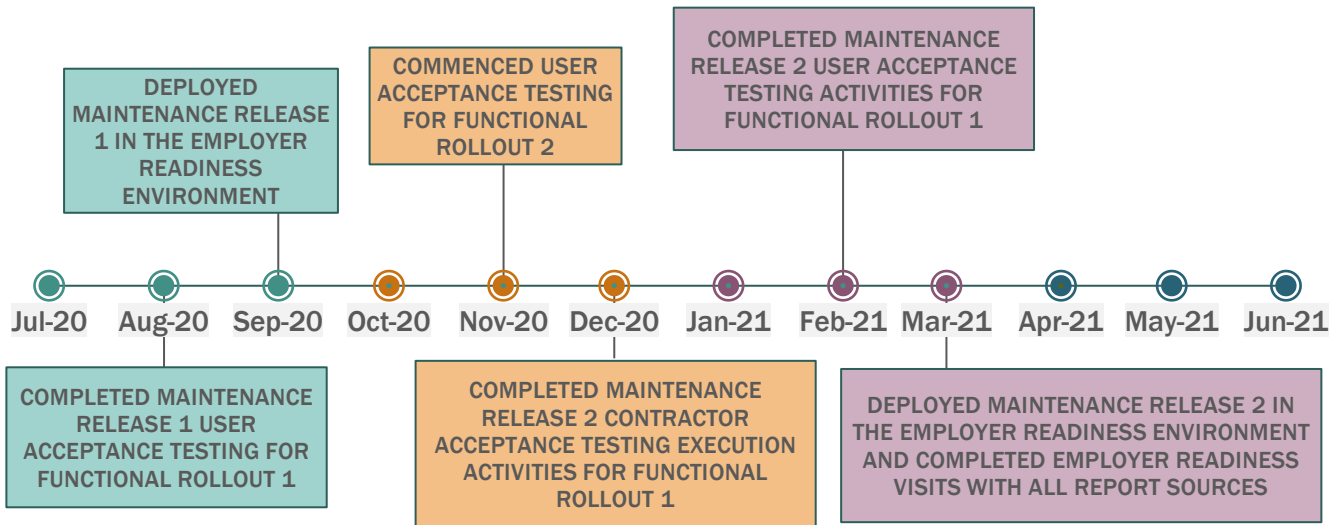 DEPLOYED
MAINTENANCE RELEASE
1 IN THE EMPLOYER
READINESS
ENVIRONMENT
COMMENCED USER
ACCEPTANCE TESTING
FOR FUNCTIONAL
ROLLOUT 2
COMPLETED MAINTENANCE
RELEASE 2 USER ACCEPTANCE
TESTING ACTIVITIES FOR
FUNCTIONAL ROLLOUT 1
Jul-20 Aug-20 Sep-20 Oct-20 Nov-20 Dec-20 Jan-21 Feb-21 Mar-21 Apr-21 May-21 Jun-21
COMPLETED MAINTENANCE
RELEASE 1 USER
ACCEPTANCE TESTING FOR
FUNCTIONAL ROLLOUT 1
COMPLETED MAINTENANCE
RELEASE 2 CONTRACTOR
ACCEPTANCE TESTING EXECUTION
ACTIVITIES FOR FUNCTIONAL
ROLLOUT 1
DEPLOYED MAINTENANCE RELEASE 2 IN
THE EMPLOYER READINESS ENVIRONMENT
AND COMPLETED EMPLOYER READINESS
VISITS WITH ALL REPORT SOURCES